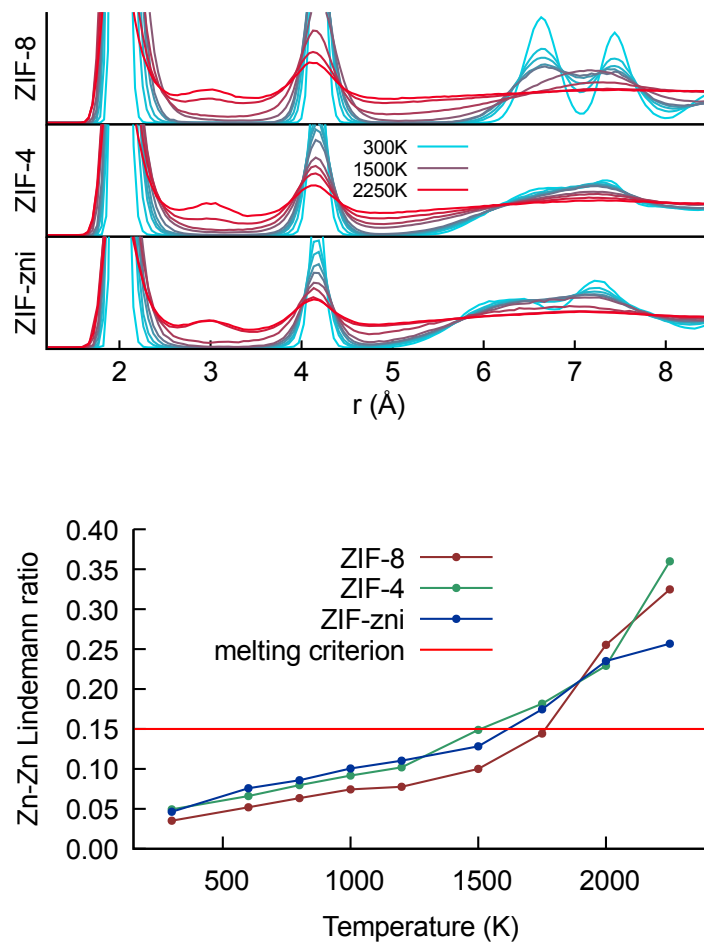 ZIF-8
ZIF-4
ZIF-zni
300K
1500K
2250K
2 3 4 5 6 7 8
r (Å)
Zn-Zn Lindemann ratio
0.40
0.35
0.30
0.25
0.20
0.15
0.10
0.05
0.00
ZIF-8
ZIF-4
ZIF-zni
melting criterion
500 1000 1500 2000
Temperature (K)